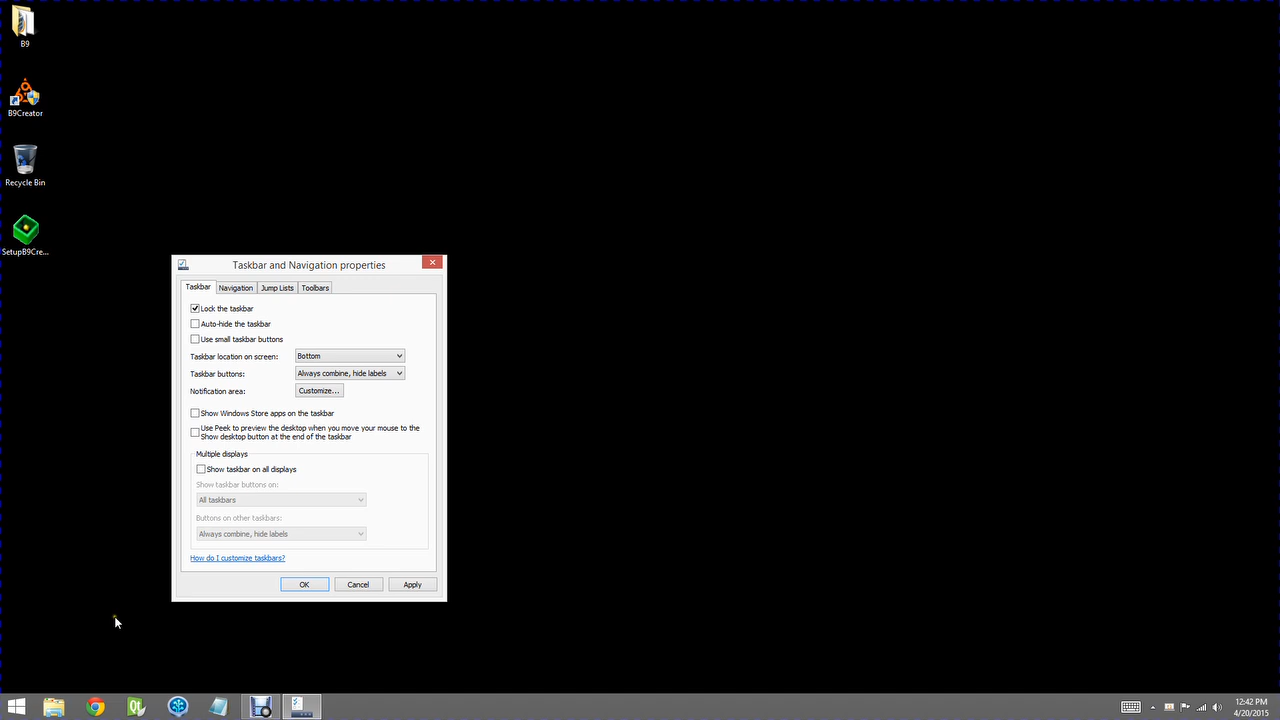 B9
B9Creator
Recycle Bin
SetupB9Cre...
Taskbar and Navigation properties
Taskbar Navigation Jump Lists Toolbars
Lock the taskbar
Auto-hide the taskbar
Use small taskbar buttons
Taskbar location on screen: Bottom
Taskbar buttons: Always combine, hide labels
Notification area: Customize...
Show Windows Store apps on the taskbar
Use Peek to preview the desktop when you move your mouse to the
Show desktop button at the end of the taskbar
Multiple displays
Show taskbar on all displays
Show taskbar buttons on:
All taskbars
Buttons on other taskbars:
Always combine, hide labels
How do I customize taskbars?
OK Cancel Apply
Qt
12:42 PM
4/20/2015